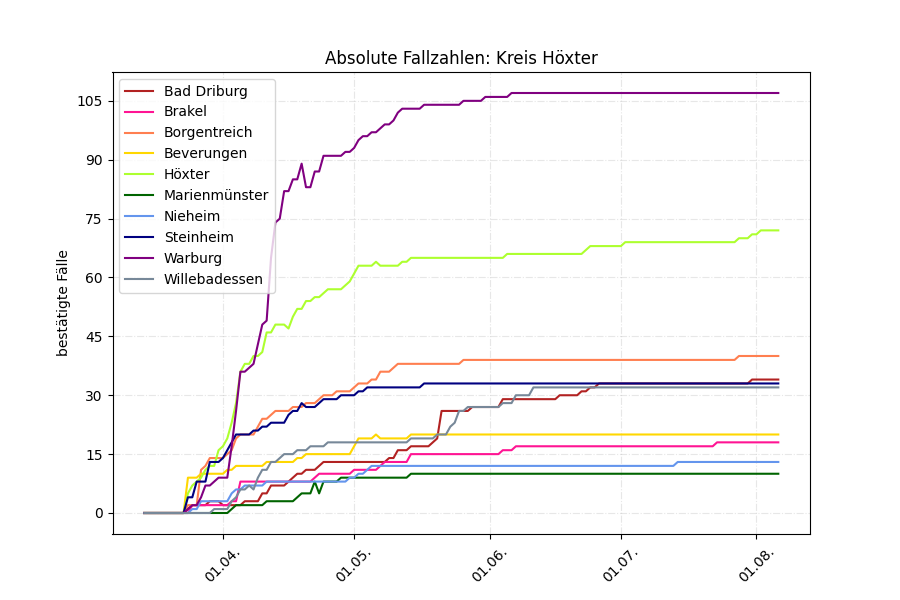 Absolute Fallzahlen: Kreis Höxter
bestätigte Fälle
105
90
75
60
45
30
15
0
Bad Driburg
Brakel
Borgentreich
Beverungen
Höxter
Marienmünster
Nieheim
Steinheim
Warburg
Willebadessen
01.04.
01.05.
01.06.
01.07.
01.08.